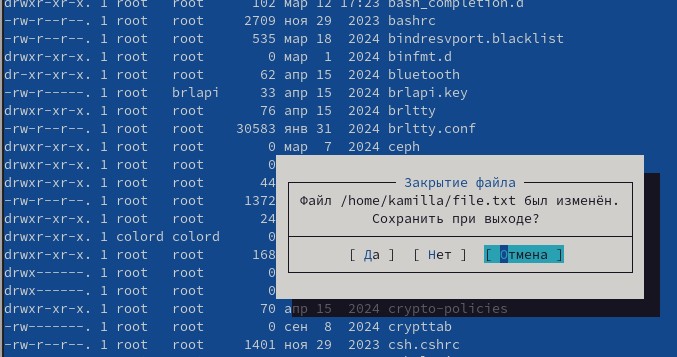 drwxr-xr-x. 1 root   root      102 мар 12 17:23 bash_completion.d
-rw-r--r--. 1 root   root     2709 ноя 29  2023 bashrc
-rw-r--r--. 1 root   root      535 мар 18  2024 bindresvport.blacklist
drwxr-xr-x. 1 root   root        0 мар  1  2024 binfmt.d
dr-xr-xr-x. 1 root   root       62 апр 15  2024 bluetooth
-rw-r-----. 1 root   brlapi     33 апр 15  2024 brlapi.key
drwxr-xr-x. 1 root   root       76 апр 15  2024 brltty
-rw-r--r--. 1 root   root    30583 янв 31  2024 brltty.conf
drwxr-xr-x. 1 root   root        0 мар  7  2024 ceph
drwxr-xr-x. 1 root   root        0
drwxr-xr-x. 1 root   root       44
-rw-r--r--. 1 root   root     1372
drwxr-xr-x. 1 root   root       24
drwxr-xr-x. 1 colord colord      0
drwxr-xr-x. 1 root   root      168
drwx------. 1 root   root        0
drwx------. 1 root   root        0
drwxr-xr-x. 1 root   root       70 апр 15  2024 crypto-policies
-rw-------. 1 root   root        0 сен  8  2024 crypttab
-rw-r--r--. 1 root   root     1401 ноя 29  2023 csh.cshrc
Закрытие файла
Файл /home/kamilla/file.txt был изменён.
Сохранить при выходе?
[ Да ]  [ Нет ]  [ Отмена ]